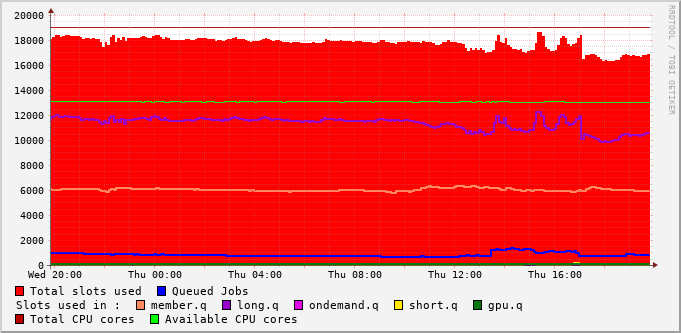 20000
18000
16000
14000
12000
10000
8000
6000
4000
2000
0
Wed 20:00 Thu 00:00 Thu 04:00 Thu 08:00 Thu 12:00 Thu 16:00
Total slots used Queued Jobs
Slots used in : member.q long.q ondemand.q short.q gpu.q
Total CPU cores Available CPU cores
RRDTOOL / TOBI OETIKER